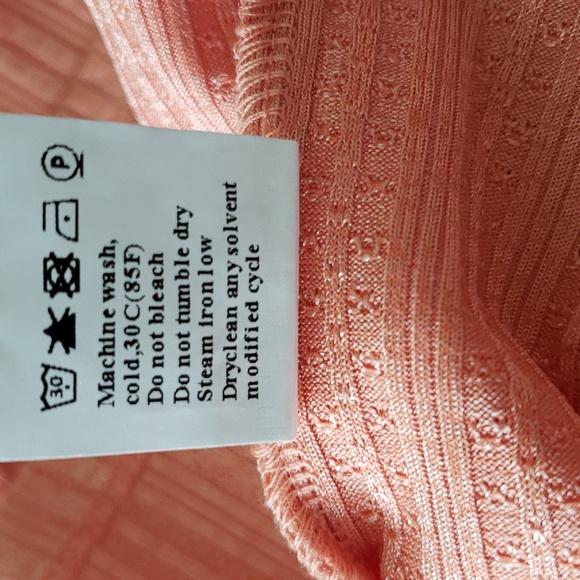 30
P
Machine wash,
cold,30C(85F)
Do not bleach
Do not tumble dry
Steam iron low
Dryclean any solvent
modified cycle